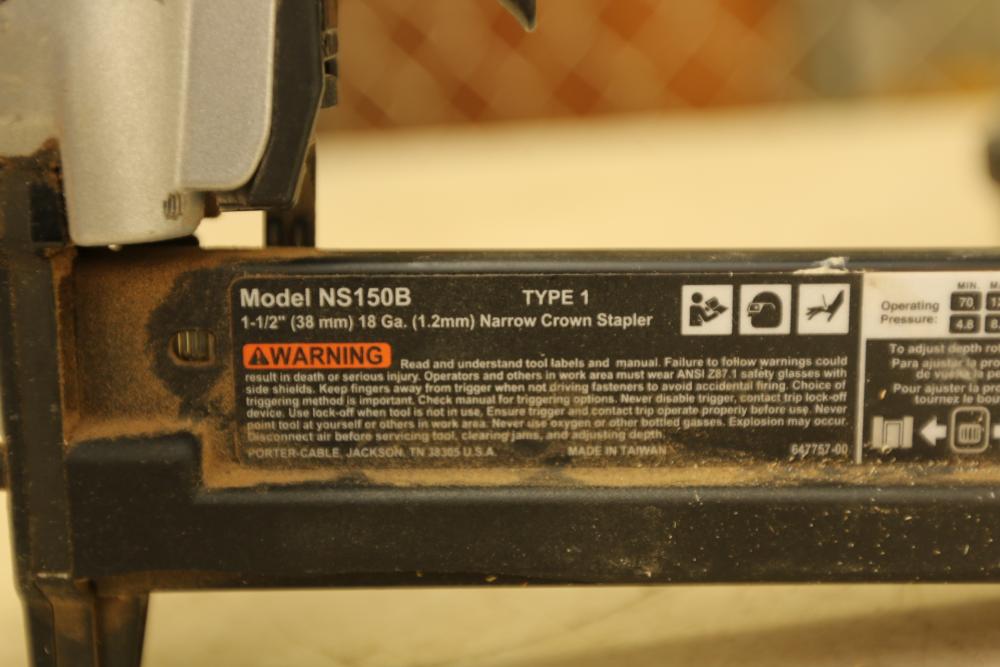 Model NS150B TYPE 1
1-1/2" (38 mm) 18 Ga. (1.2mm) Narrow Crown Stapler
WARNING Read and understand tool labels and manual. Failure to follow warnings could
result in death or serious injury. Operators and others in work area must wear ANSI Z87.1 safety glasses with
side shields. Keep fingers away from trigger when not driving fasteners to avoid accidental firing. Choice of
triggering method is important. Check manual for triggering options. Never disable trigger, contact trip lock-off
device. Use lock-off when tool is not in use. Ensure trigger and contact trip operate properly before use. Never
point tool at yourself or others in work area. Never use oxygen or other bottled gasses. Explosion may occur.
Disconnect air before servicing tool, clearing jams, and adjusting depth.
PORTER-CABLE, JACKSON, TN 38305 U.S.A. MADE IN TAIWAN 647757-00
MIN.
Operating 70
Pressure: 4.8
To adjust depth
Para ajustar la
Pour ajuster la
tournez le